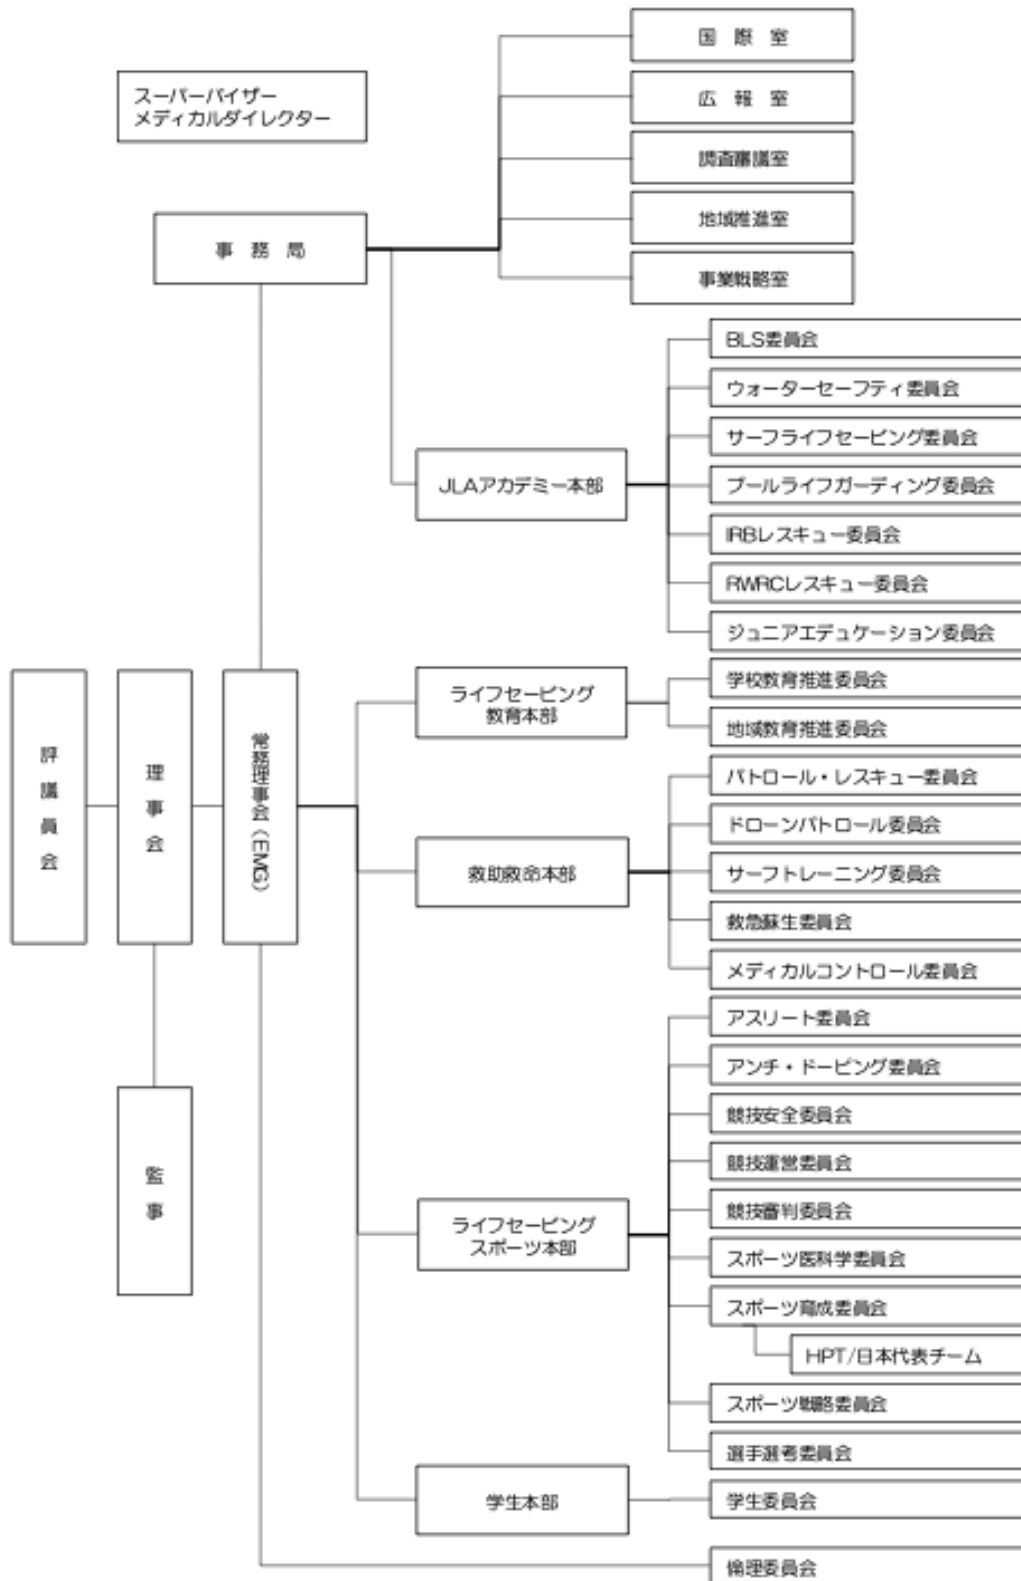 国際室
スーパーバイザー
メディカルダイレクター
広報室
調査審議室
地域推進室
事務局
事業戦略室
BLS委員会
ウォーターセーフティ委員会
サーフライフセービング委員会
JLAアカデミー本部
プールライフガーディング委員会
IRBレスキュー委員会
RWRCレスキュー委員会
ジュニアエデュケーション委員会
評議員会
理事会
常務理事会(EMG)
ライフセービング
教育本部
学校教育推進委員会
地域教育推進委員会
パトロール・レスキュー委員会
ドローンパトロール委員会
救助救命本部
サーフトレーニング委員会
救急蘇生委員会
メディカルコントロール委員会
監事
アスリート委員会
アンチ・ドーピング委員会
競技安全委員会
競技運営委員会
競技審判委員会
ライフセービング
スポーツ本部
スポーツ医科学委員会
スポーツ育成委員会
HPT/日本代表チーム
スポーツ戦略委員会
選手選考委員会
学生本部
学生委員会
倫理委員会